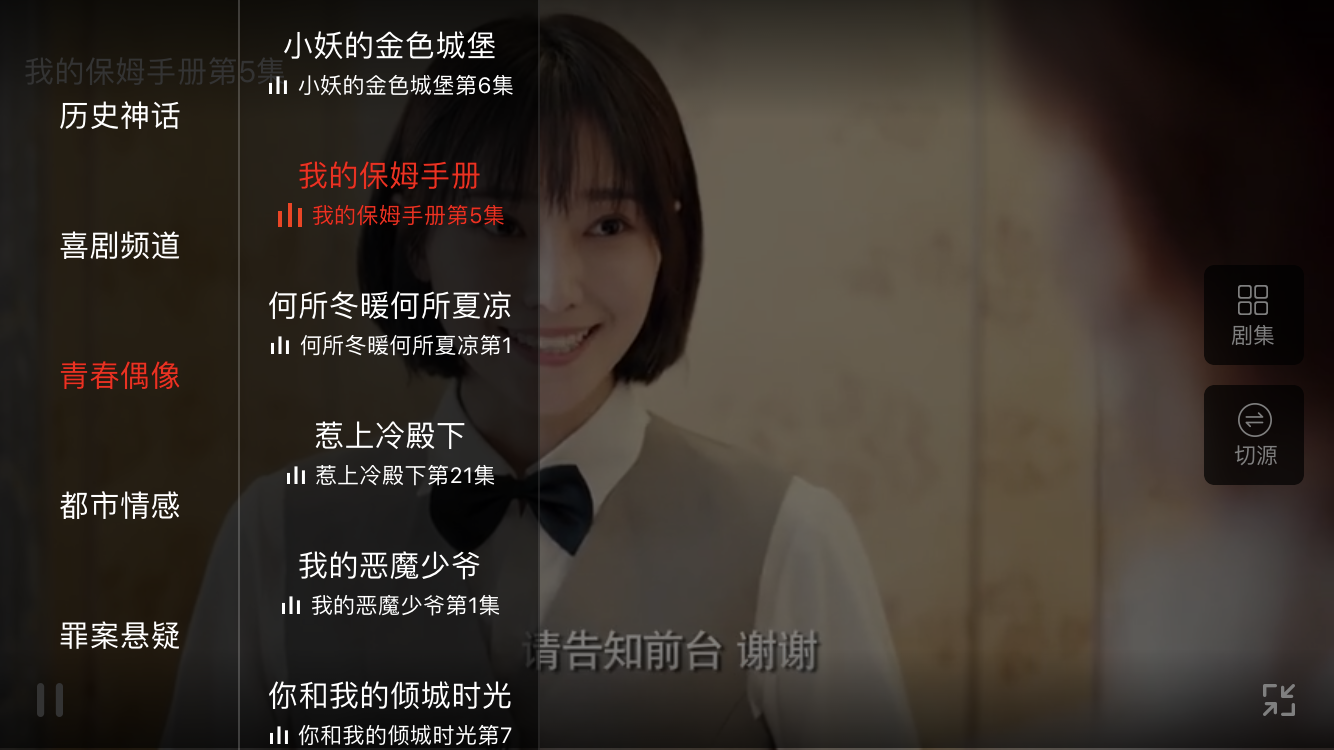 我的保姆手册第5集
历史神话
喜剧频道
青春偶像
都市情感
罪案悬疑
小妖的金色城堡
小妖的金色城堡第6集
我的保姆手册
我的保姆手册第5集
何所冬暖何所夏凉
何所冬暖何所夏凉第1
惹上冷殿下
惹上冷殿下第21集
我的恶魔少爷
我的恶魔少爷第1集
你和我的倾城时光
你和我的倾城时光第7
剧集
切源
请告知前台 谢谢